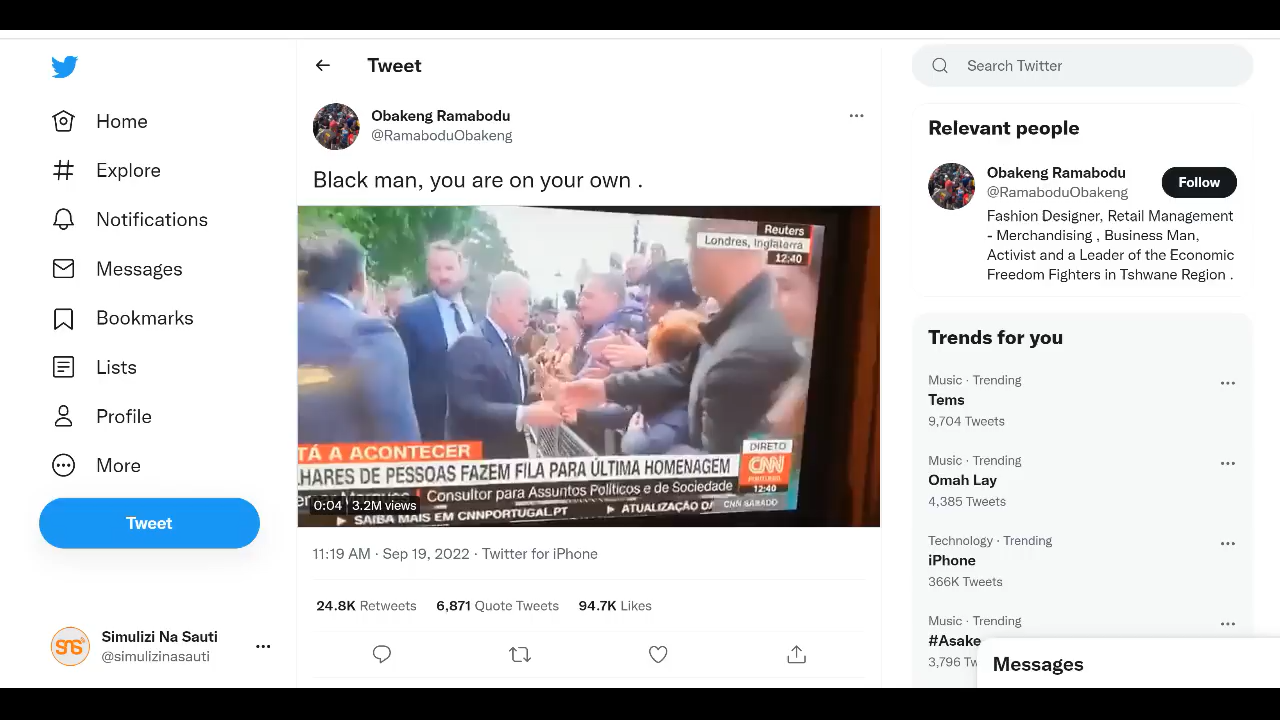 Home
Explore
Notifications
Messages
Bookmarks
Lists
Profile
More
Tweet
SnS
Simulizi Na Sauti
@simulizinasauti
Tweet
Obakeng Ramabodu
@RamaboduObakeng
Black man, you are on your own .
Reuters
Londres, Inglaterra
12:40
TÁ A ACONTECER
LHARES DE PESSOAS FAZEM FILA PARA ÚLTIMA HOMENAGEM
Consultor para Assuntos Políticos e de Sociedade
SAIBA MAIS EM CNNPORTUGAL.PT
ATUALIZAÇÃO D
DIRETO
CNN
PORTUGAL
12:40
CNN SÁBADO
0:04
3.2M views
11:19 AM · Sep 19, 2022 · Twitter for iPhone
24.8K Retweets 6,871 Quote Tweets 94.7K Likes
Search Twitter
Relevant people
Obakeng Ramabodu
@RamaboduObakeng
Follow
Fashion Designer, Retail Management
- Merchandising , Business Man,
Activist and a Leader of the Economic
Freedom Fighters in Tshwane Region .
Trends for you
Music · Trending
Tems
9,704 Tweets
Music · Trending
Omah Lay
4,385 Tweets
Technology · Trending
iPhone
366K Tweets
Music · Trending
#Asake
3,796 Tw
Messages